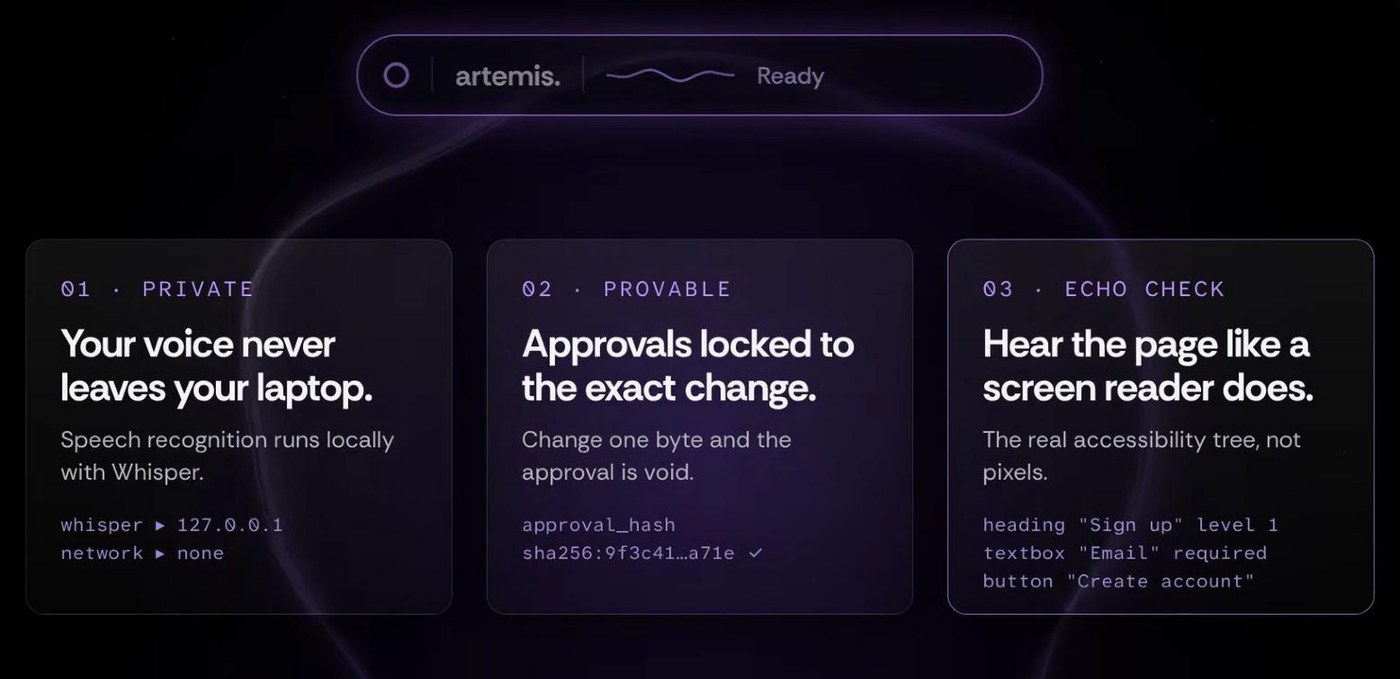 artemis.
Ready
01 · PRIVATE
Your voice never
leaves your laptop.
Speech recognition runs locally
with Whisper.
whisper ▸ 127.0.0.1
network ▸ none
02 · PROVABLE
Approvals locked to
the exact change.
Change one byte and the
approval is void.
approval_hash
sha256:9f3c41…a71e ✓
03 · ECHO CHECK
Hear the page like a
screen reader does.
The real accessibility tree, not
pixels.
heading "Sign up" level 1
textbox "Email" required
button "Create account"